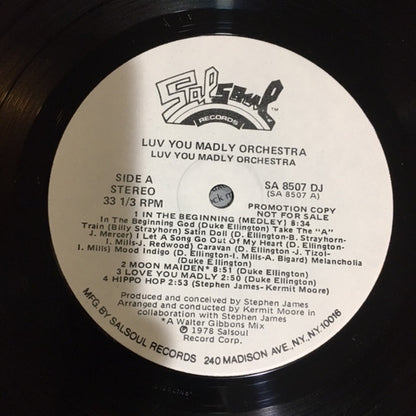 Salsoul
RECORDS
TM
LUV YOU MADLY ORCHESTRA
LUV YOU MADLY ORCHESTRA
SIDE A
STEREO
33 1/3 RPM
SA 8507 DJ
(SA 8507 A)
PROMOTION COPY
NOT FOR SALE
1 IN THE BEGINNING (MEDLEY) 8:34
In The Beginning God (Duke Ellington) Take The "A"
Train (Billy Strayhorn) Satin Doll (D. Ellington-B. Strayhorn-
J. Mercer) I Let A Song Go Out Of My Heart (D. Ellington-
I. Mills-J. Redwood) Caravan (D. Ellington-J. Tizol-
I. Mills) Mood Indigo (D. Ellington-I. Mills-A. Bigard) Melancholia
(Duke Ellington)
2 MOON MAIDEN* 8:51 (Duke Ellington)
3 LOVE YOU MADLY 2:50 (Duke Ellington)
4 HIPPO HOP 2:53 (Stephen James-Kermit Moore)
Produced and conceived by Stephen James
Arranged and conducted by Kermit Moore in
collaboration with Stephen James
*A Walter Gibbons Mix
Ⓟ 1978 Salsoul
Record Corp.
MFG. BY SALSOUL RECORDS 240 MADISON AVE., N.Y., N.Y. 10016